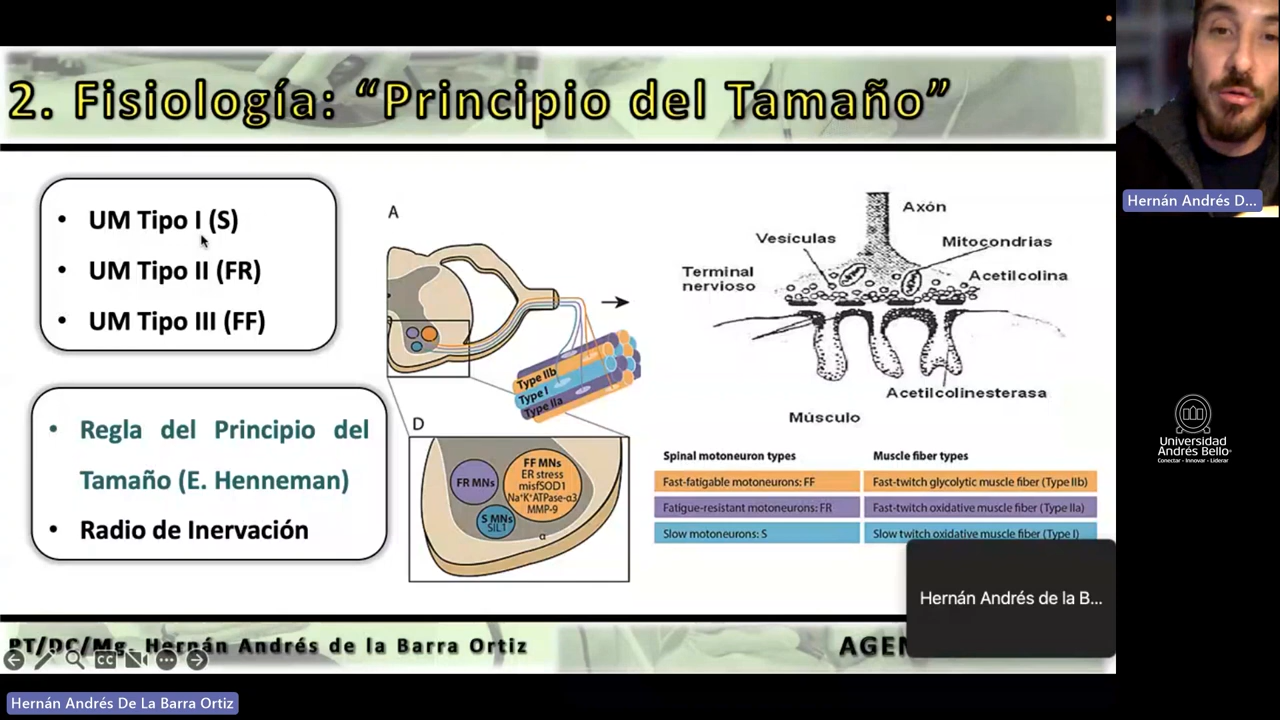 2. Fisiología: “Principio del Tamaño”
• UM Tipo I (S)
• UM Tipo II (FR)
• UM Tipo III (FF)
• Regla del Principio del
Tamaño (E. Henneman)
• Radio de Inervación
A
Type IIb
Type I
Type IIa
D
FR MNs
FF MNs
ER stress
misfSOD1
Na⁺K⁺ATPase-α3
MMP-9
S MNs
SIL1
α
Axón
Vesículas
Mitocondrias
Terminal
nervioso
Acetilcolina
Acetilcolinesterasa
Músculo
Spinal motoneuron types Muscle fiber types
Fast-fatigable motoneurons: FF Fast-twitch glycolytic muscle fiber (Type IIb)
Fatigue-resistant motoneurons: FR Fast-twitch oxidative muscle fiber (Type IIa)
Slow motoneurons: S Slow twitch oxidative muscle fiber (Type I)
PT/DC/Mg. Hernán Andrés de la Barra Ortiz
AGEN
CC
Hernán Andrés de la B...
Hernán Andrés De La Barra Ortiz
Hernán Andrés D...
Universidad
Andrés Bello®
Conectar - Innovar - Liderar